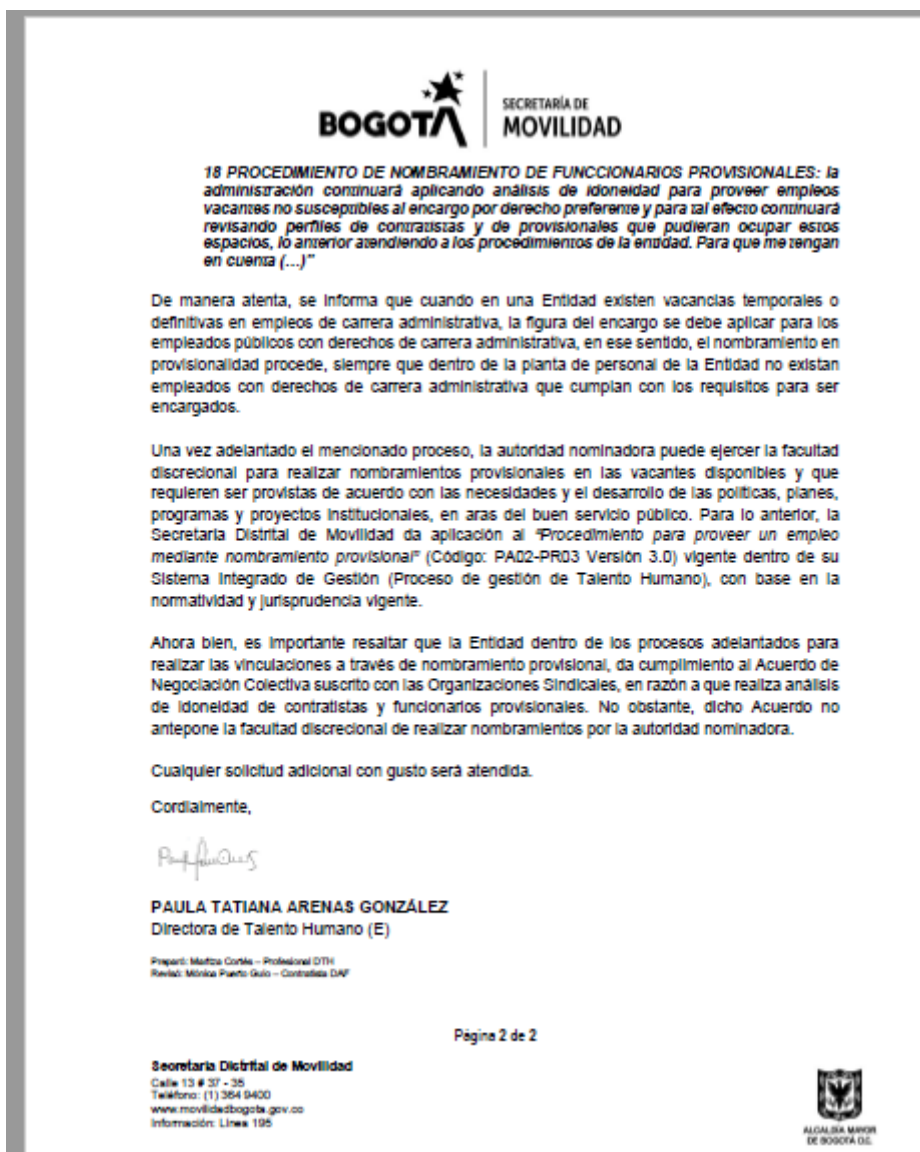 BOGOTÁ
SECRETARÍA DE
MOVILIDAD
18 PROCEDIMIENTO DE NOMBRAMIENTO DE FUNCCIONARIOS PROVISIONALES: la
administración continuará aplicando análisis de idoneidad para proveer empleos
vacantes no susceptibles al encargo por derecho preferente y para tal efecto continuará
revisando perfiles de contratistas y de provisionales que pudieran ocupar estos
espacios, lo anterior atendiendo a los procedimientos de la entidad. Para que me tengan
en cuenta (...)”
De manera atenta, se informa que cuando en una Entidad existen vacancias temporales o
definitivas en empleos de carrera administrativa, la figura del encargo se debe aplicar para los
empleados públicos con derechos de carrera administrativa, en ese sentido, el nombramiento en
provisionalidad procede, siempre que dentro de la planta de personal de la Entidad no existan
empleados con derechos de carrera administrativa que cumplan con los requisitos para ser
encargados.
Una vez adelantado el mencionado proceso, la autoridad nominadora puede ejercer la facultad
discrecional para realizar nombramientos provisionales en las vacantes disponibles y que
requieren ser provistas de acuerdo con las necesidades y el desarrollo de las políticas, planes,
programas y proyectos institucionales, en aras del buen servicio público. Para lo anterior, la
Secretaria Distrital de Movilidad da aplicación al “Procedimiento para proveer un empleo
mediante nombramiento provisional” (Código: PA02-PR03 Versión 3.0) vigente dentro de su
Sistema Integrado de Gestión (Proceso de gestión de Talento Humano), con base en la
normatividad y jurisprudencia vigente.
Ahora bien, es importante resaltar que la Entidad dentro de los procesos adelantados para
realizar las vinculaciones a través de nombramiento provisional, da cumplimiento al Acuerdo de
Negociación Colectiva suscrito con las Organizaciones Sindicales, en razón a que realiza análisis
de idoneidad de contratistas y funcionarios provisionales. No obstante, dicho Acuerdo no
antepone la facultad discrecional de realizar nombramientos por la autoridad nominadora.
Cualquier solicitud adicional con gusto será atendida.
Cordialmente,
PAULA TATIANA ARENAS GONZÁLEZ
Directora de Talento Humano (E)
Preparó: Maritza Cortés – Profesional DTH
Revisó: Mónica Puerto Guio – Contratista DAF
Página 2 de 2
Secretaría Distrital de Movilidad
Calle 13 # 37 - 35
Teléfono: (1) 364 9400
www.movilidadbogota.gov.co
Información: Línea 195
ALCALDÍA MAYOR
DE BOGOTÁ D.C.